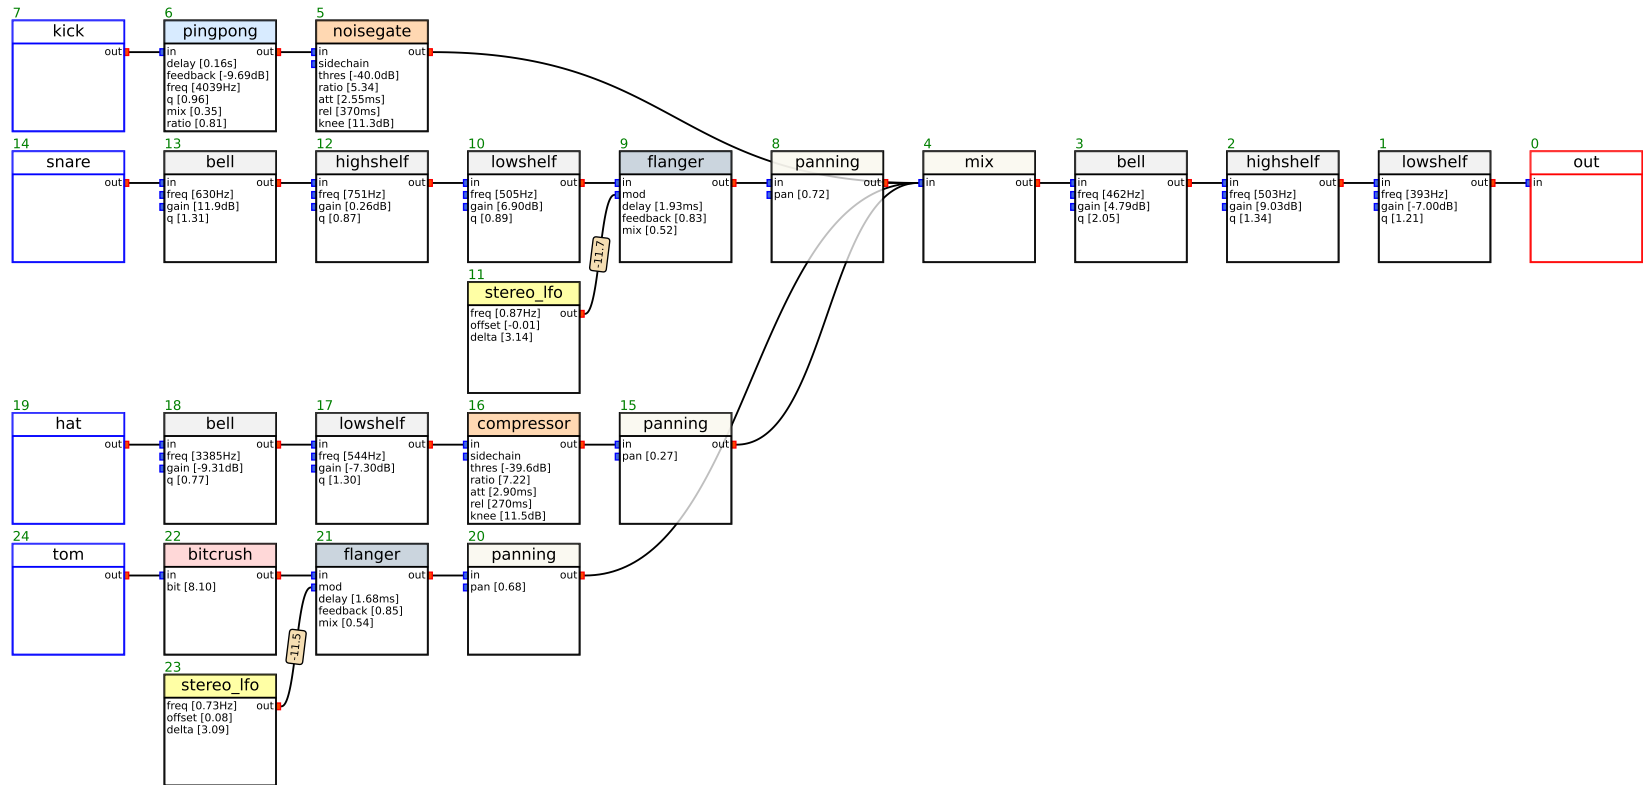 7
kick
out
6
pingpong
in out
delay [0.16s]
feedback [-9.69dB]
freq [4039Hz]
q [0.96]
mix [0.35]
ratio [0.81]
5
noisegate
in out
sidechain
thres [-40.0dB]
ratio [5.34]
att [2.55ms]
rel [370ms]
knee [11.3dB]
14
snare
out
13
bell
in out
freq [630Hz]
gain [11.9dB]
q [1.31]
12
highshelf
in out
freq [751Hz]
gain [0.26dB]
q [0.87]
10
lowshelf
in out
freq [505Hz]
gain [6.90dB]
q [0.89]
9
flanger
in out
mod
delay [1.93ms]
feedback [0.83]
mix [0.52]
8
panning
in out
pan [0.72]
4
mix
in out
3
bell
in out
freq [462Hz]
gain [4.79dB]
q [2.05]
2
highshelf
in out
freq [503Hz]
gain [9.03dB]
q [1.34]
1
lowshelf
in out
freq [393Hz]
gain [-7.00dB]
q [1.21]
0
out
in
-11.7
11
stereo_lfo
freq [0.87Hz] out
offset [-0.01]
delta [3.14]
19
hat
out
18
bell
in out
freq [3385Hz]
gain [-9.31dB]
q [0.77]
17
lowshelf
in out
freq [544Hz]
gain [-7.30dB]
q [1.30]
16
compressor
in out
sidechain
thres [-39.6dB]
ratio [7.22]
att [2.90ms]
rel [270ms]
knee [11.5dB]
15
panning
in out
pan [0.27]
24
tom
out
22
bitcrush
in out
bit [8.10]
21
flanger
in out
mod
delay [1.68ms]
feedback [0.85]
mix [0.54]
20
panning
in out
pan [0.68]
-11.5
23
stereo_lfo
freq [0.73Hz] out
offset [0.08]
delta [3.09]